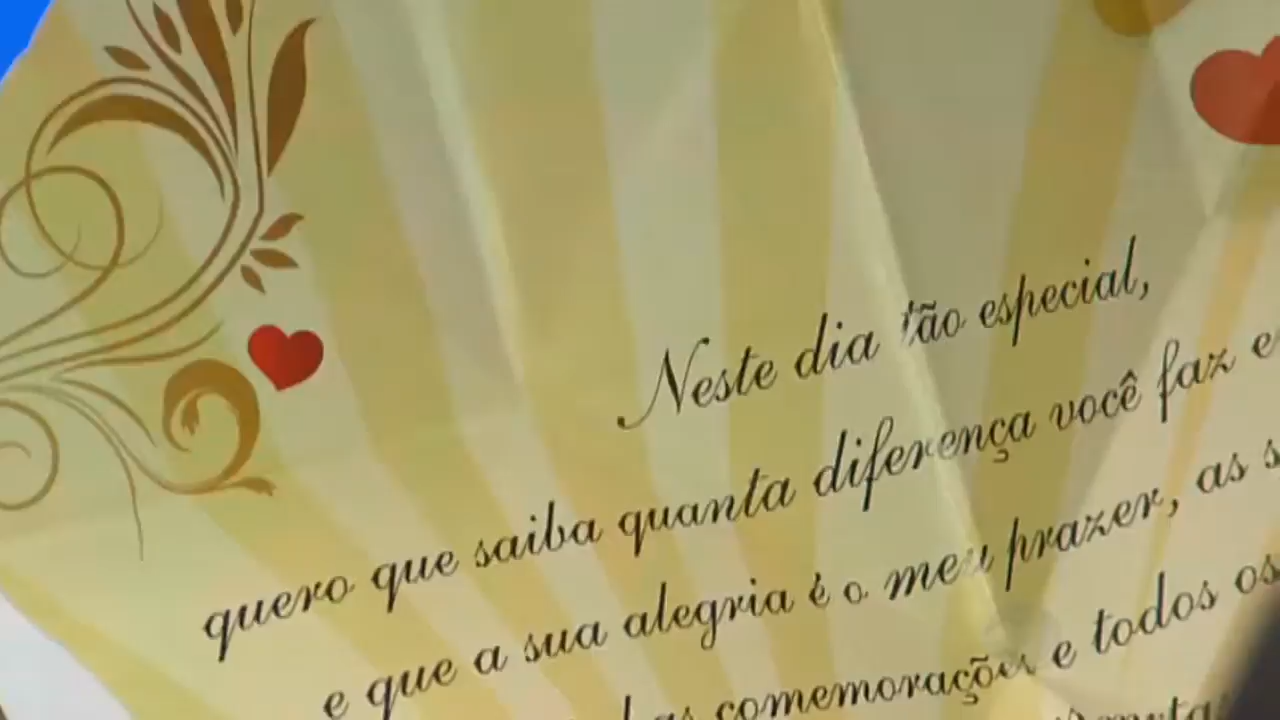 Neste dia tão especial,
quero que saiba quanta diferença você faz e
e que a sua alegria é o meu prazer, as s
comemorações e todos os